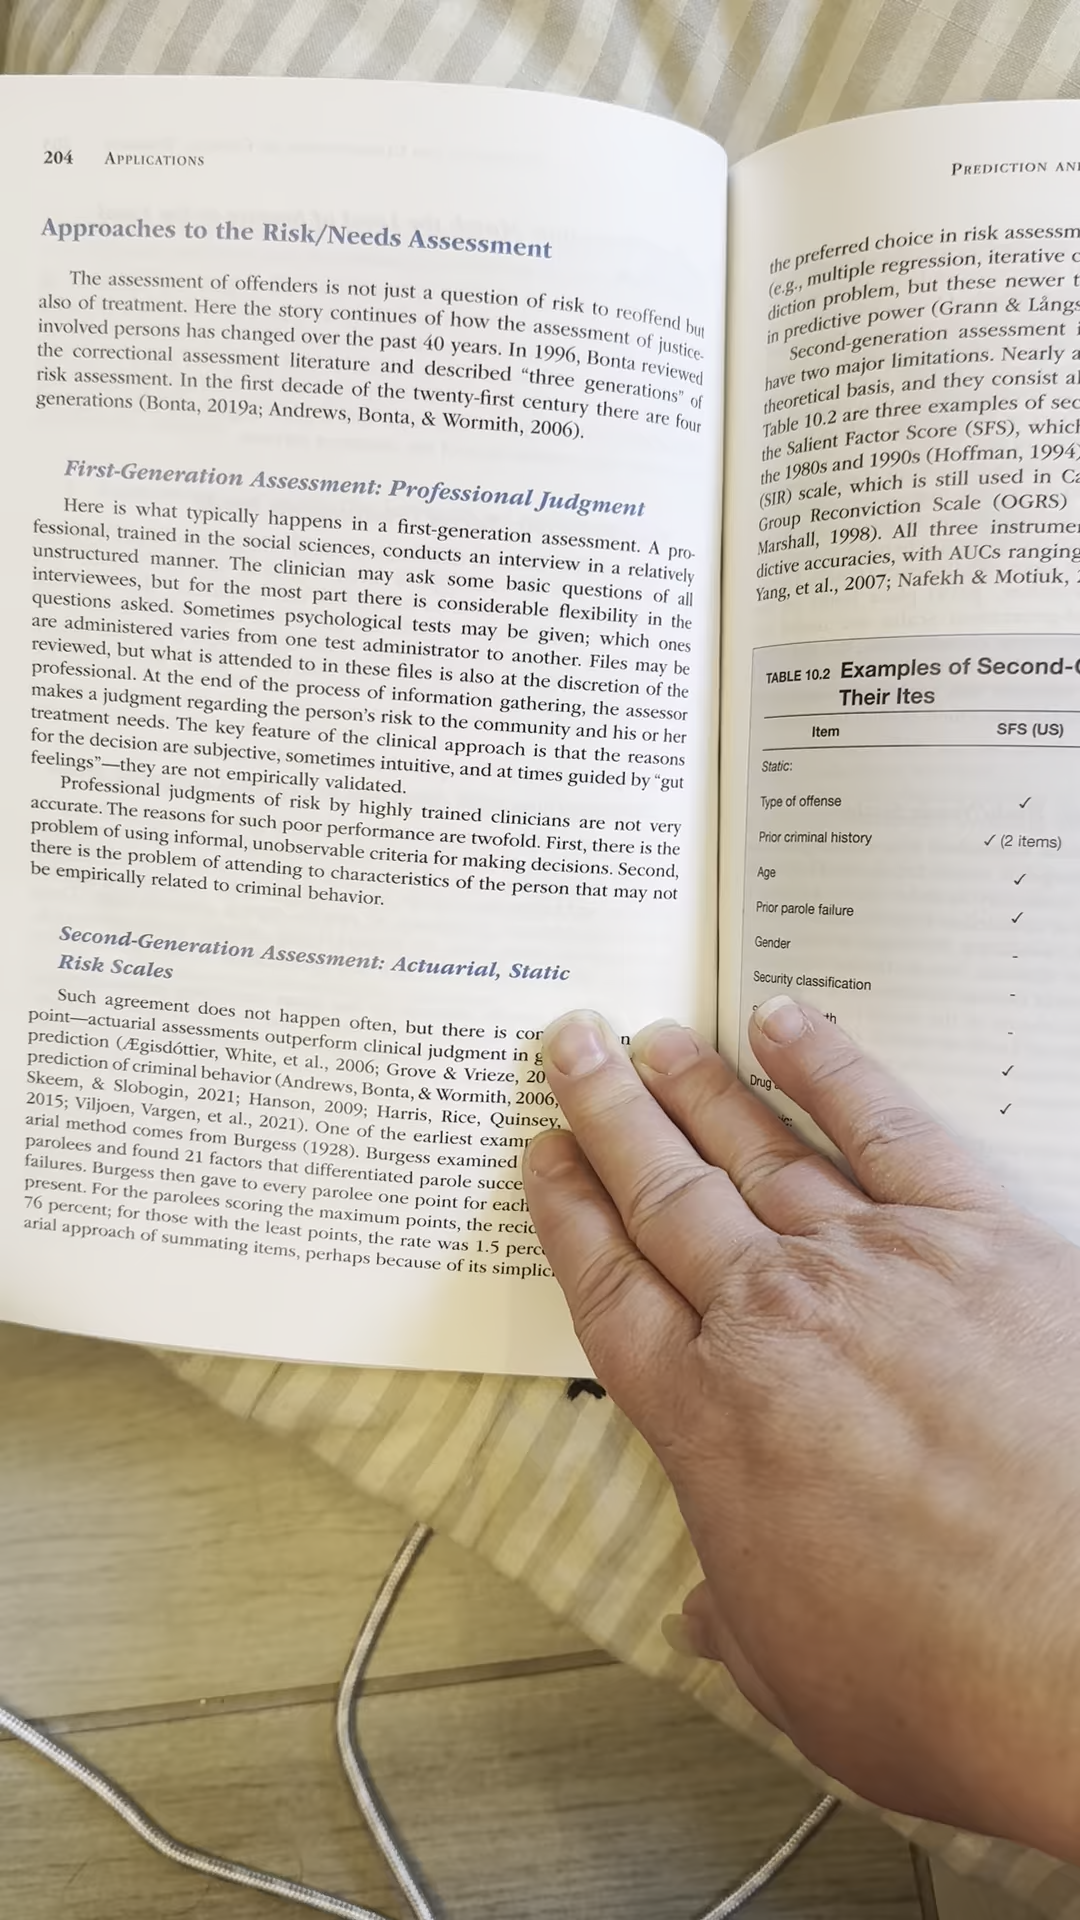 204 APPLICATIONS
Approaches to the Risk/Needs Assessment
The assessment of offenders is not just a question of risk to reoffend but
also of treatment. Here the story continues of how the assessment of justice-
involved persons has changed over the past 40 years. In 1996, Bonta reviewed
the correctional assessment literature and described “three generations” of
risk assessment. In the first decade of the twenty-first century there are four
generations (Bonta, 2019a; Andrews, Bonta, & Wormith, 2006).
First-Generation Assessment: Professional Judgment
Here is what typically happens in a first-generation assessment. A pro-
fessional, trained in the social sciences, conducts an interview in a relatively
unstructured manner. The clinician may ask some basic questions of all
interviewees, but for the most part there is considerable flexibility in the
questions asked. Sometimes psychological tests may be given; which ones
are administered varies from one test administrator to another. Files may be
reviewed, but what is attended to in these files is also at the discretion of the
professional. At the end of the process of information gathering, the assessor
makes a judgment regarding the person’s risk to the community and his or her
treatment needs. The key feature of the clinical approach is that the reasons
for the decision are subjective, sometimes intuitive, and at times guided by “gut
feelings”—they are not empirically validated.
Professional judgments of risk by highly trained clinicians are not very
accurate. The reasons for such poor performance are twofold. First, there is the
problem of using informal, unobservable criteria for making decisions. Second,
there is the problem of attending to characteristics of the person that may not
be empirically related to criminal behavior.
Second-Generation Assessment: Actuarial, Static
Risk Scales
Such agreement does not happen often, but there is
point—actuarial assessments outperform clinical judgment in
prediction (Ægisdóttier, White, et al., 2006; Grove & Vrieze,
prediction of criminal behavior (Andrews, Bonta, & Wormith, 2006,
Skeem, & Slobogin, 2021; Hanson, 2009; Harris, Rice, Quinsey,
2015; Viljoen, Vargen, et al., 2021). One of the earliest
arial method comes from Burgess (1928). Burgess examined
parolees and found 21 factors that differentiated parole
failures. Burgess then gave to every parolee one point for each
present. For the parolees scoring the maximum points, the
76 percent; for those with the least points, the rate was 1.5
arial approach of summating items, perhaps because of its
PREDICTION AND
the preferred choice in risk
(e.g., multiple regression, iterative
diction problem, but these newer
in predictive power (Grann &
Second-generation assessment
have two major limitations. Nearly
theoretical basis, and they consist
Table 10.2 are three examples of
the Salient Factor Score (SFS), which
the 1980s and 1990s (Hoffman, 1994)
(SIR) scale, which is still used in
Group Reconviction Scale (OGRS)
Marshall, 1998). All three
dictive accuracies, with AUCs ranging
Yang, et al., 2007; Nafekh & Motiuk,
TABLE 10.2 Examples of Second-
Their Ites
Item SFS (US)
Static:
Type of offense ✓
Prior criminal history ✓ (2 items)
Age ✓
Prior parole failure ✓
Gender -
Security classification -
-
Drug ✓
✓